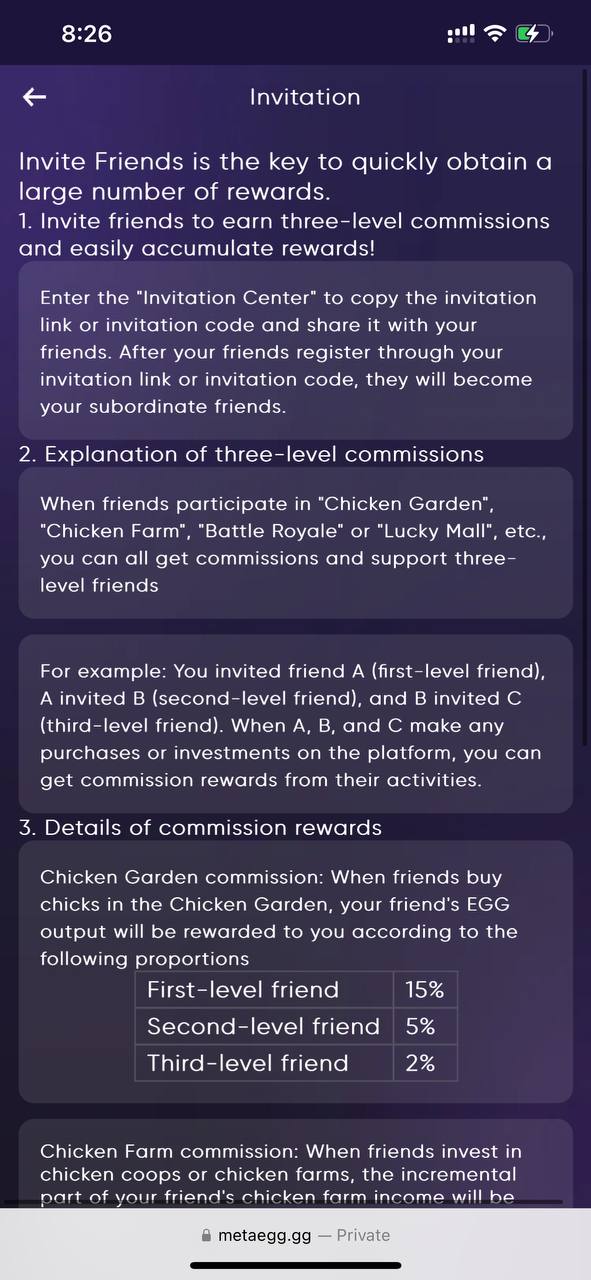 8:26
Invitation
Invite Friends is the key to quickly obtain a
large number of rewards.
1. Invite friends to earn three-level commissions
and easily accumulate rewards!
Enter the "Invitation Center" to copy the invitation
link or invitation code and share it with your
friends. After your friends register through your
invitation link or invitation code, they will become
your subordinate friends.
2. Explanation of three-level commissions
When friends participate in "Chicken Garden",
"Chicken Farm", "Battle Royale" or "Lucky Mall", etc.,
you can all get commissions and support three-
level friends
For example: You invited friend A (first-level friend),
A invited B (second-level friend), and B invited C
(third-level friend). When A, B, and C make any
purchases or investments on the platform, you can
get commission rewards from their activities.
3. Details of commission rewards
Chicken Garden commission: When friends buy
chicks in the Chicken Garden, your friend's EGG
output will be rewarded to you according to the
following proportions
First-level friend 15%
Second-level friend 5%
Third-level friend 2%
Chicken Farm commission: When friends invest in
chicken coops or chicken farms, the incremental
part of your friend's chicken farm income will be
metaegg.gg — Private